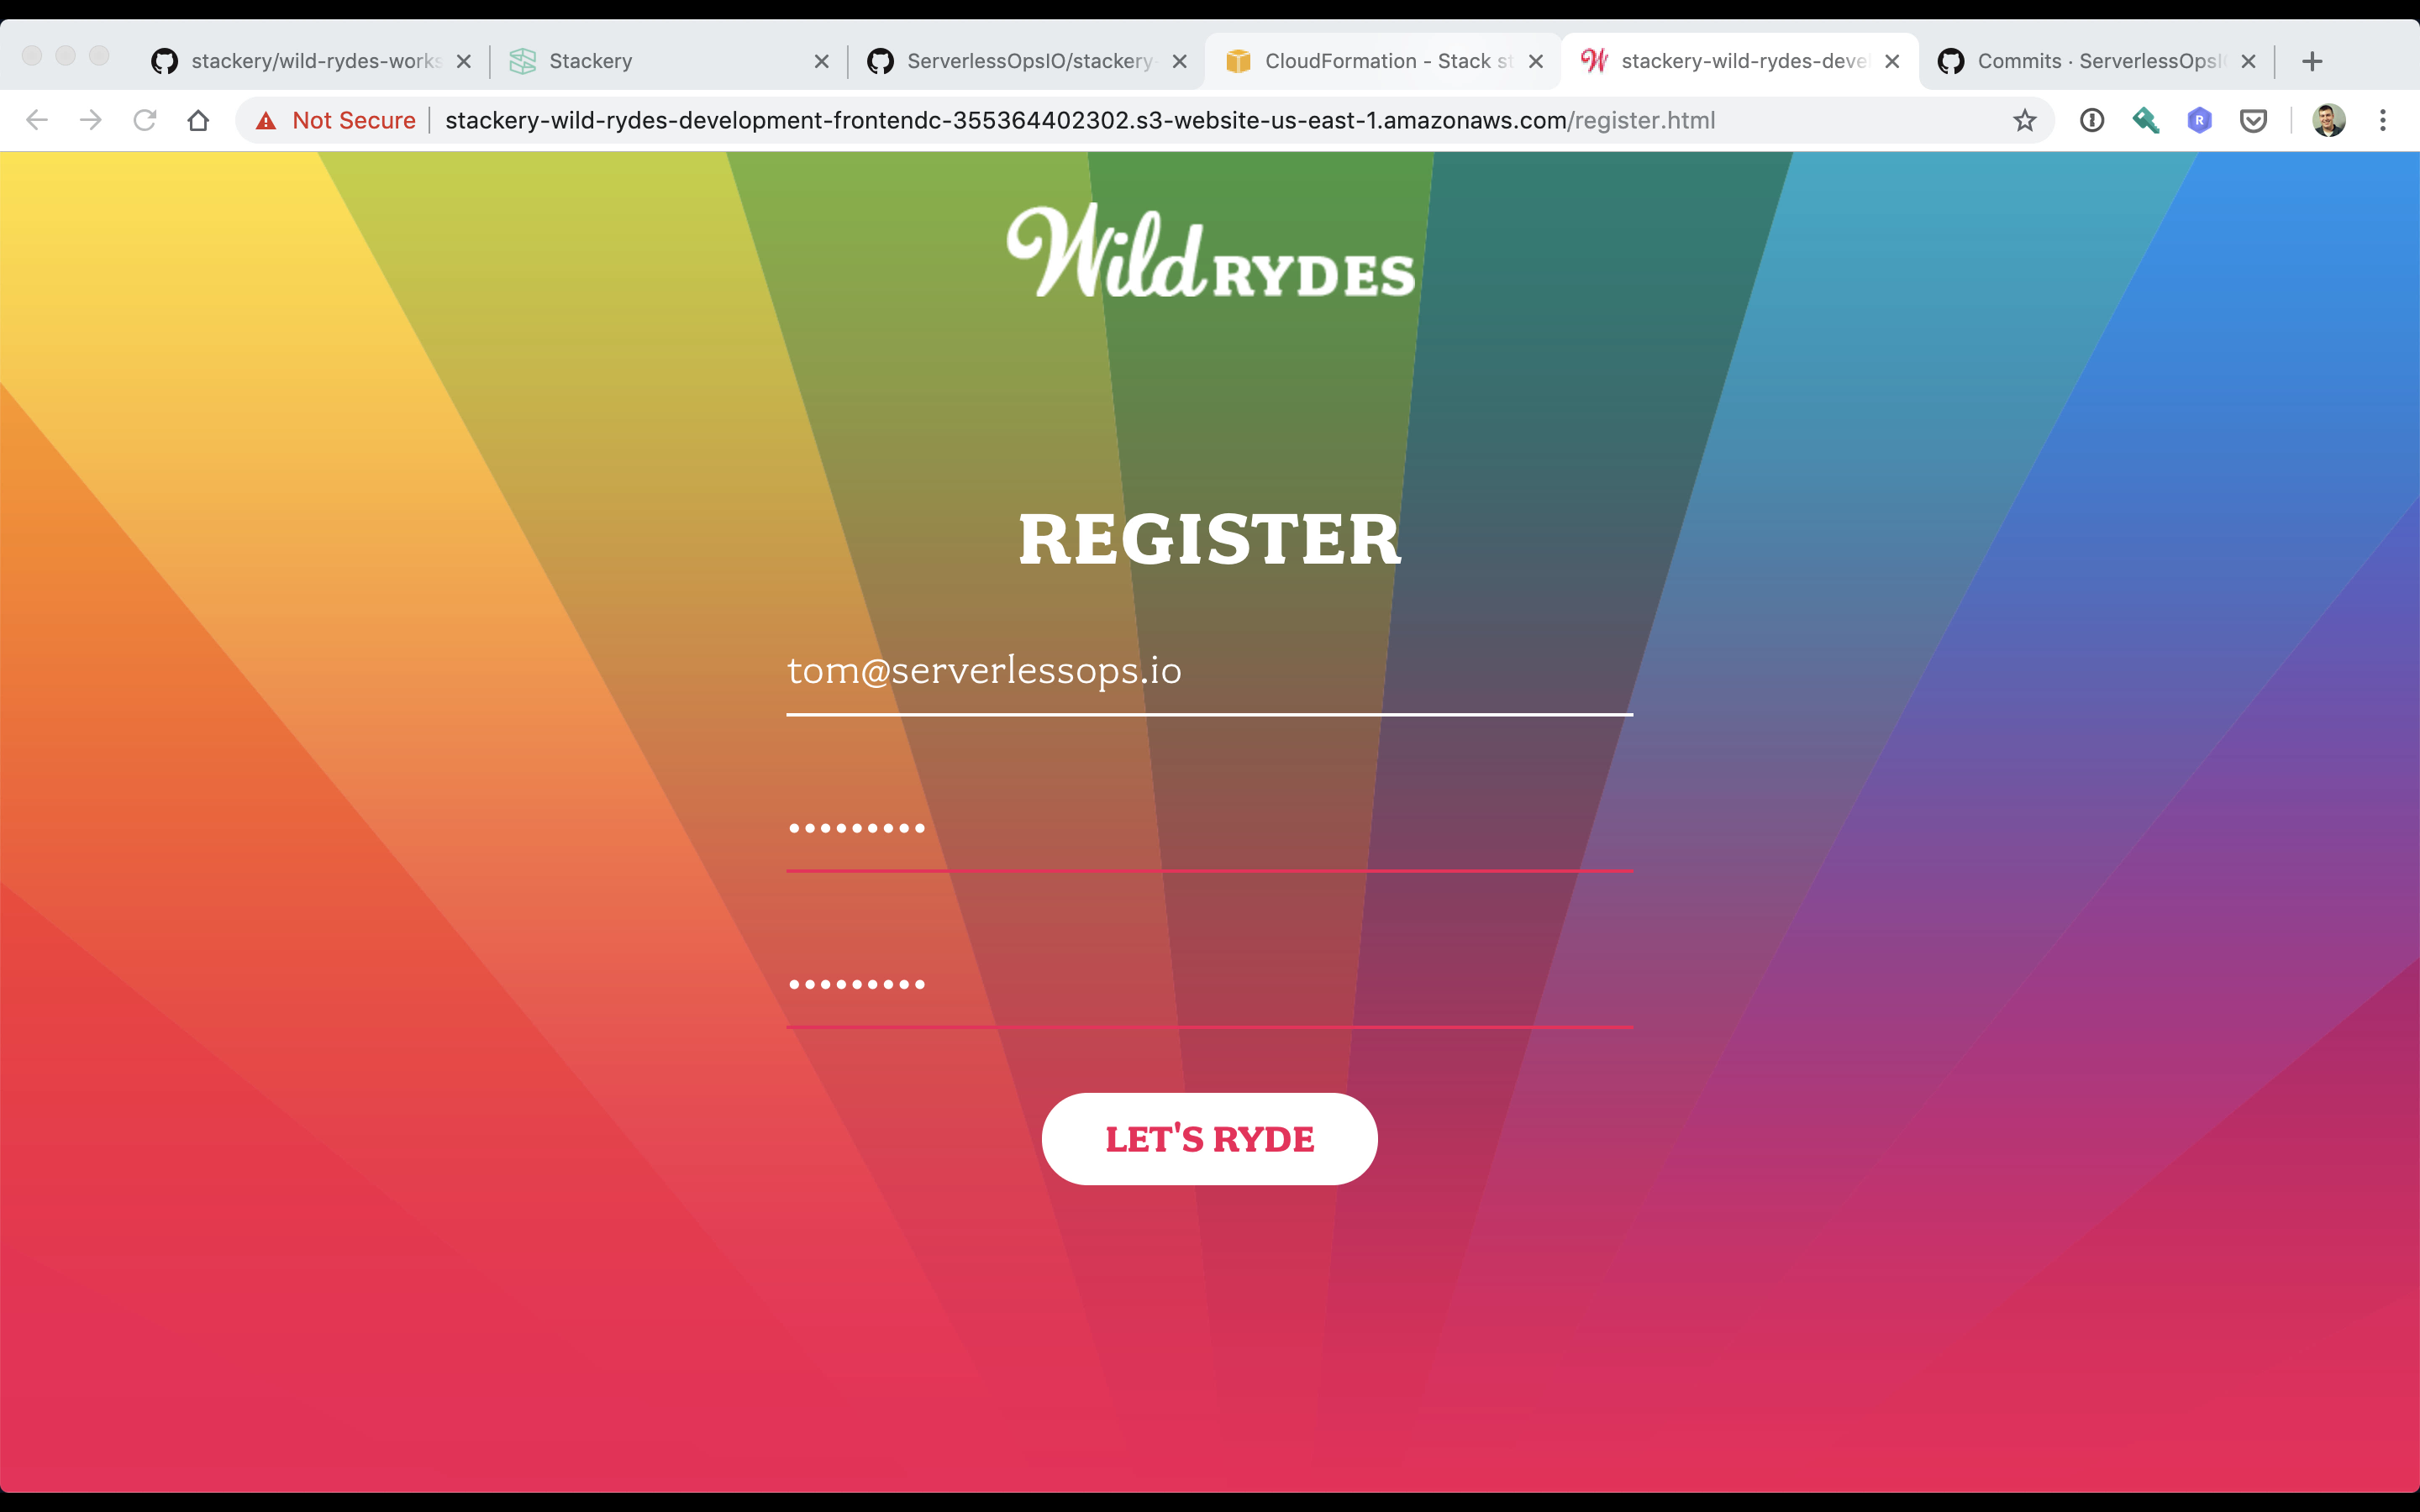 stackery/wild-rydes-works
Stackery
ServerlessOpsIO/stackery-
CloudFormation - Stack st
stackery-wild-rydes-devel
Commits · ServerlessOpsI
Not Secure
stackery-wild-rydes-development-frontendc-355364402302.s3-website-us-east-1.amazonaws.com/register.html
R
Wild RYDES
REGISTER
tom@serverlessops.io
•••••••••
•••••••••
LET'S RYDE